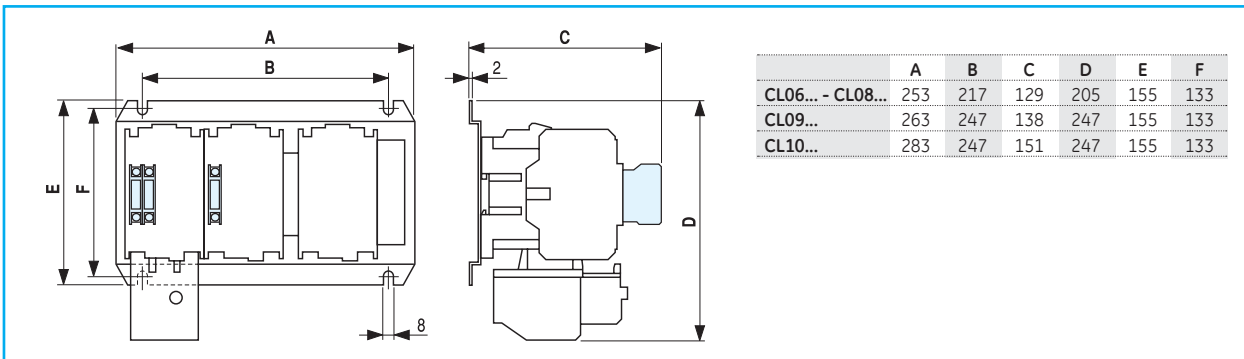 A
B
C
2
E
F
D
8
A B C D E F
CL06... - CL08... 253 217 129 205 155 133
CL09... 263 247 138 247 155 133
CL10... 283 247 151 247 155 133